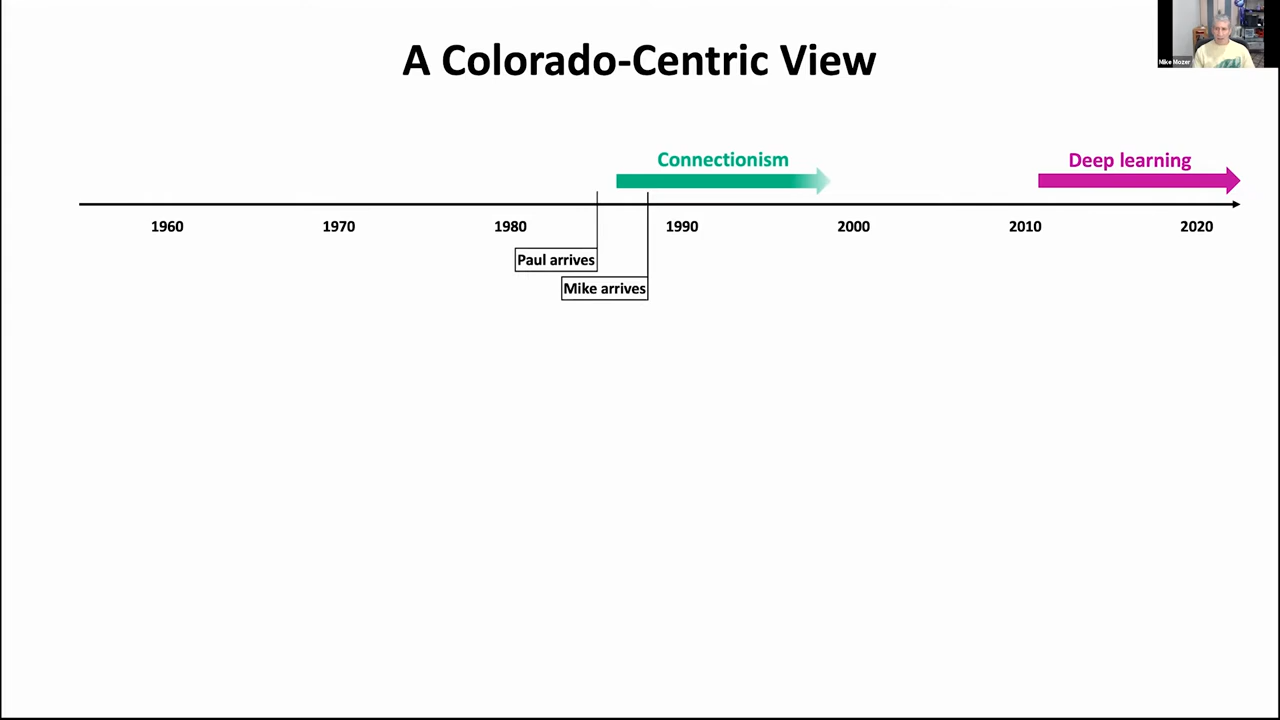 A Colorado-Centric View
Mike Mozer
Connectionism
Deep learning
1960 1970 1980 1990 2000 2010 2020
Paul arrives
Mike arrives